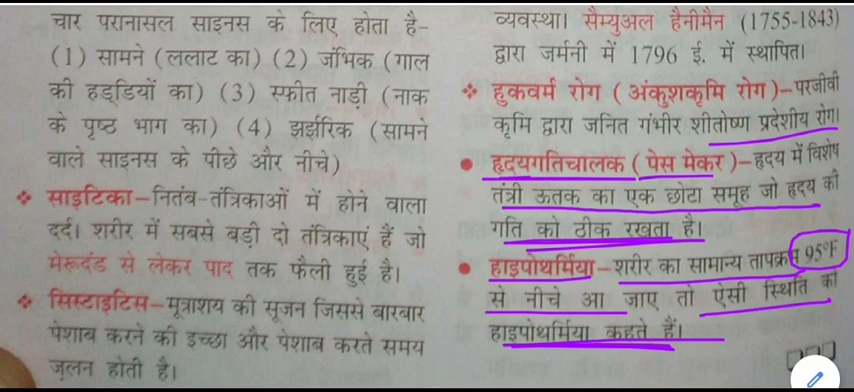 चार परानासल साइनस के लिए होता है–
(1) सामने (ललाट का) (2) जंभिक (गाल
की हड्डियों का) (3) स्फीत नाड़ी (नाक
के पृष्ठ भाग का) (4) झर्झरिक (सामने
वाले साइनस के पीछे और नीचे)
❖ साइटिका–नितंब-तंत्रिकाओं में होने वाला
दर्द। शरीर में सबसे बड़ी दो तंत्रिकाएं हैं जो
मेरूदंड से लेकर पाद तक फैली हुई है।
❖ सिस्टाइटिस–मूत्राशय की सूजन जिससे बारबार
पेशाब करने की इच्छा और पेशाब करते समय
जलन होती है।
व्यवस्था। सैम्युअल हैनीमैन (1755-1843)
द्वारा जर्मनी में 1796 ई. में स्थापित।
❖ हुकवर्म रोग ( अंकुशकृमि रोग )–परजीवी
कृमि द्वारा जनित गंभीर शीतोष्ण प्रदेशीय रोग।
● हृदयगतिचालक ( पेस मेकर )–हृदय में विशेष
तंत्री ऊतक का एक छोटा समूह जो हृदय की
गति को ठीक रखता है।
● हाइपोथर्मिया–शरीर का सामान्य तापक्रम 95°F
से नीचे आ जाए तो ऐसी स्थिति को
हाइपोथर्मिया कहते हैं।